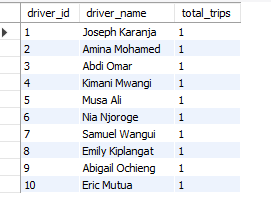 driver_id driver_name total_trips
1 Joseph Karanja 1
2 Amina Mohamed 1
3 Abdi Omar 1
4 Kimani Mwangi 1
5 Musa Ali 1
6 Nia Njoroge 1
7 Samuel Wangui 1
8 Emily Kiplangat 1
9 Abigail Ochieng 1
10 Eric Mutua 1